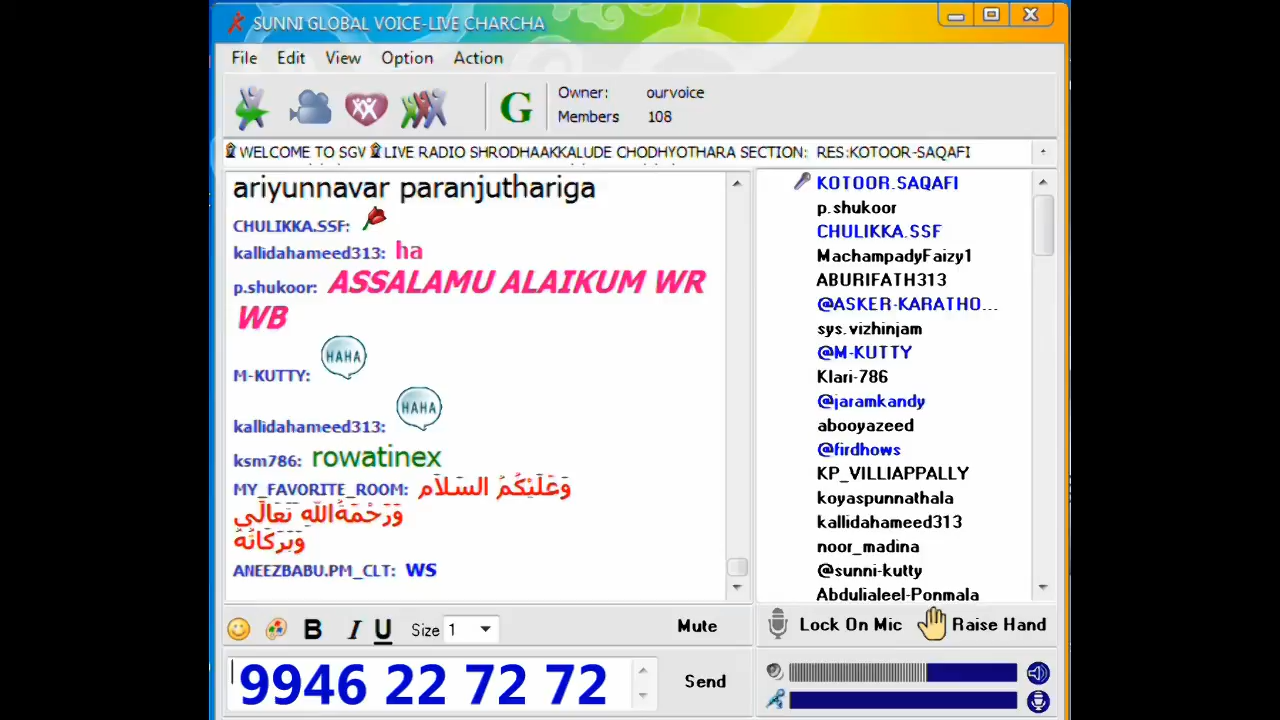 SUNNI GLOBAL VOICE-LIVE CHARCHA
File Edit View Option Action
G
Owner: ourvoice
Members 108
WELCOME TO SGV LIVE RADIO SHRODHAAKKALUDE CHODHYOTHARA SECTION: RES:KOTOOR-SAQAFI
ariyunnavar paranjuthariga
CHULIKKA.SSF:
kallidahameed313: ha
p.shukoor: ASSALAMU ALAIKUM WR
WB
HAHA
M-KUTTY:
HAHA
kallidahameed313:
ksm786: rowatinex
MY_FAVORITE_ROOM: وَعَلَيْكُمُ السَلاَم
وَرَحْمَةُاللهِ تَعَالَى
وَبَرَكَاتُهُ
ANEEZBABU.PM_CLT: WS
KOTOOR.SAQAFI
p.shukoor
CHULIKKA.SSF
MachampadyFaizy1
ABURIFATH313
@ASKER-KARATHO...
sys.vizhinjam
@M-KUTTY
Klari-786
@jaramkandy
abooyazeed
@firdhows
KP_VILLIAPPALLY
koyaspunnathala
kallidahameed313
noor_madina
@sunni-kutty
Abdulialeel-Ponmala
B I U Size 1 Mute
Lock On Mic Raise Hand
9946 22 72 72
Send